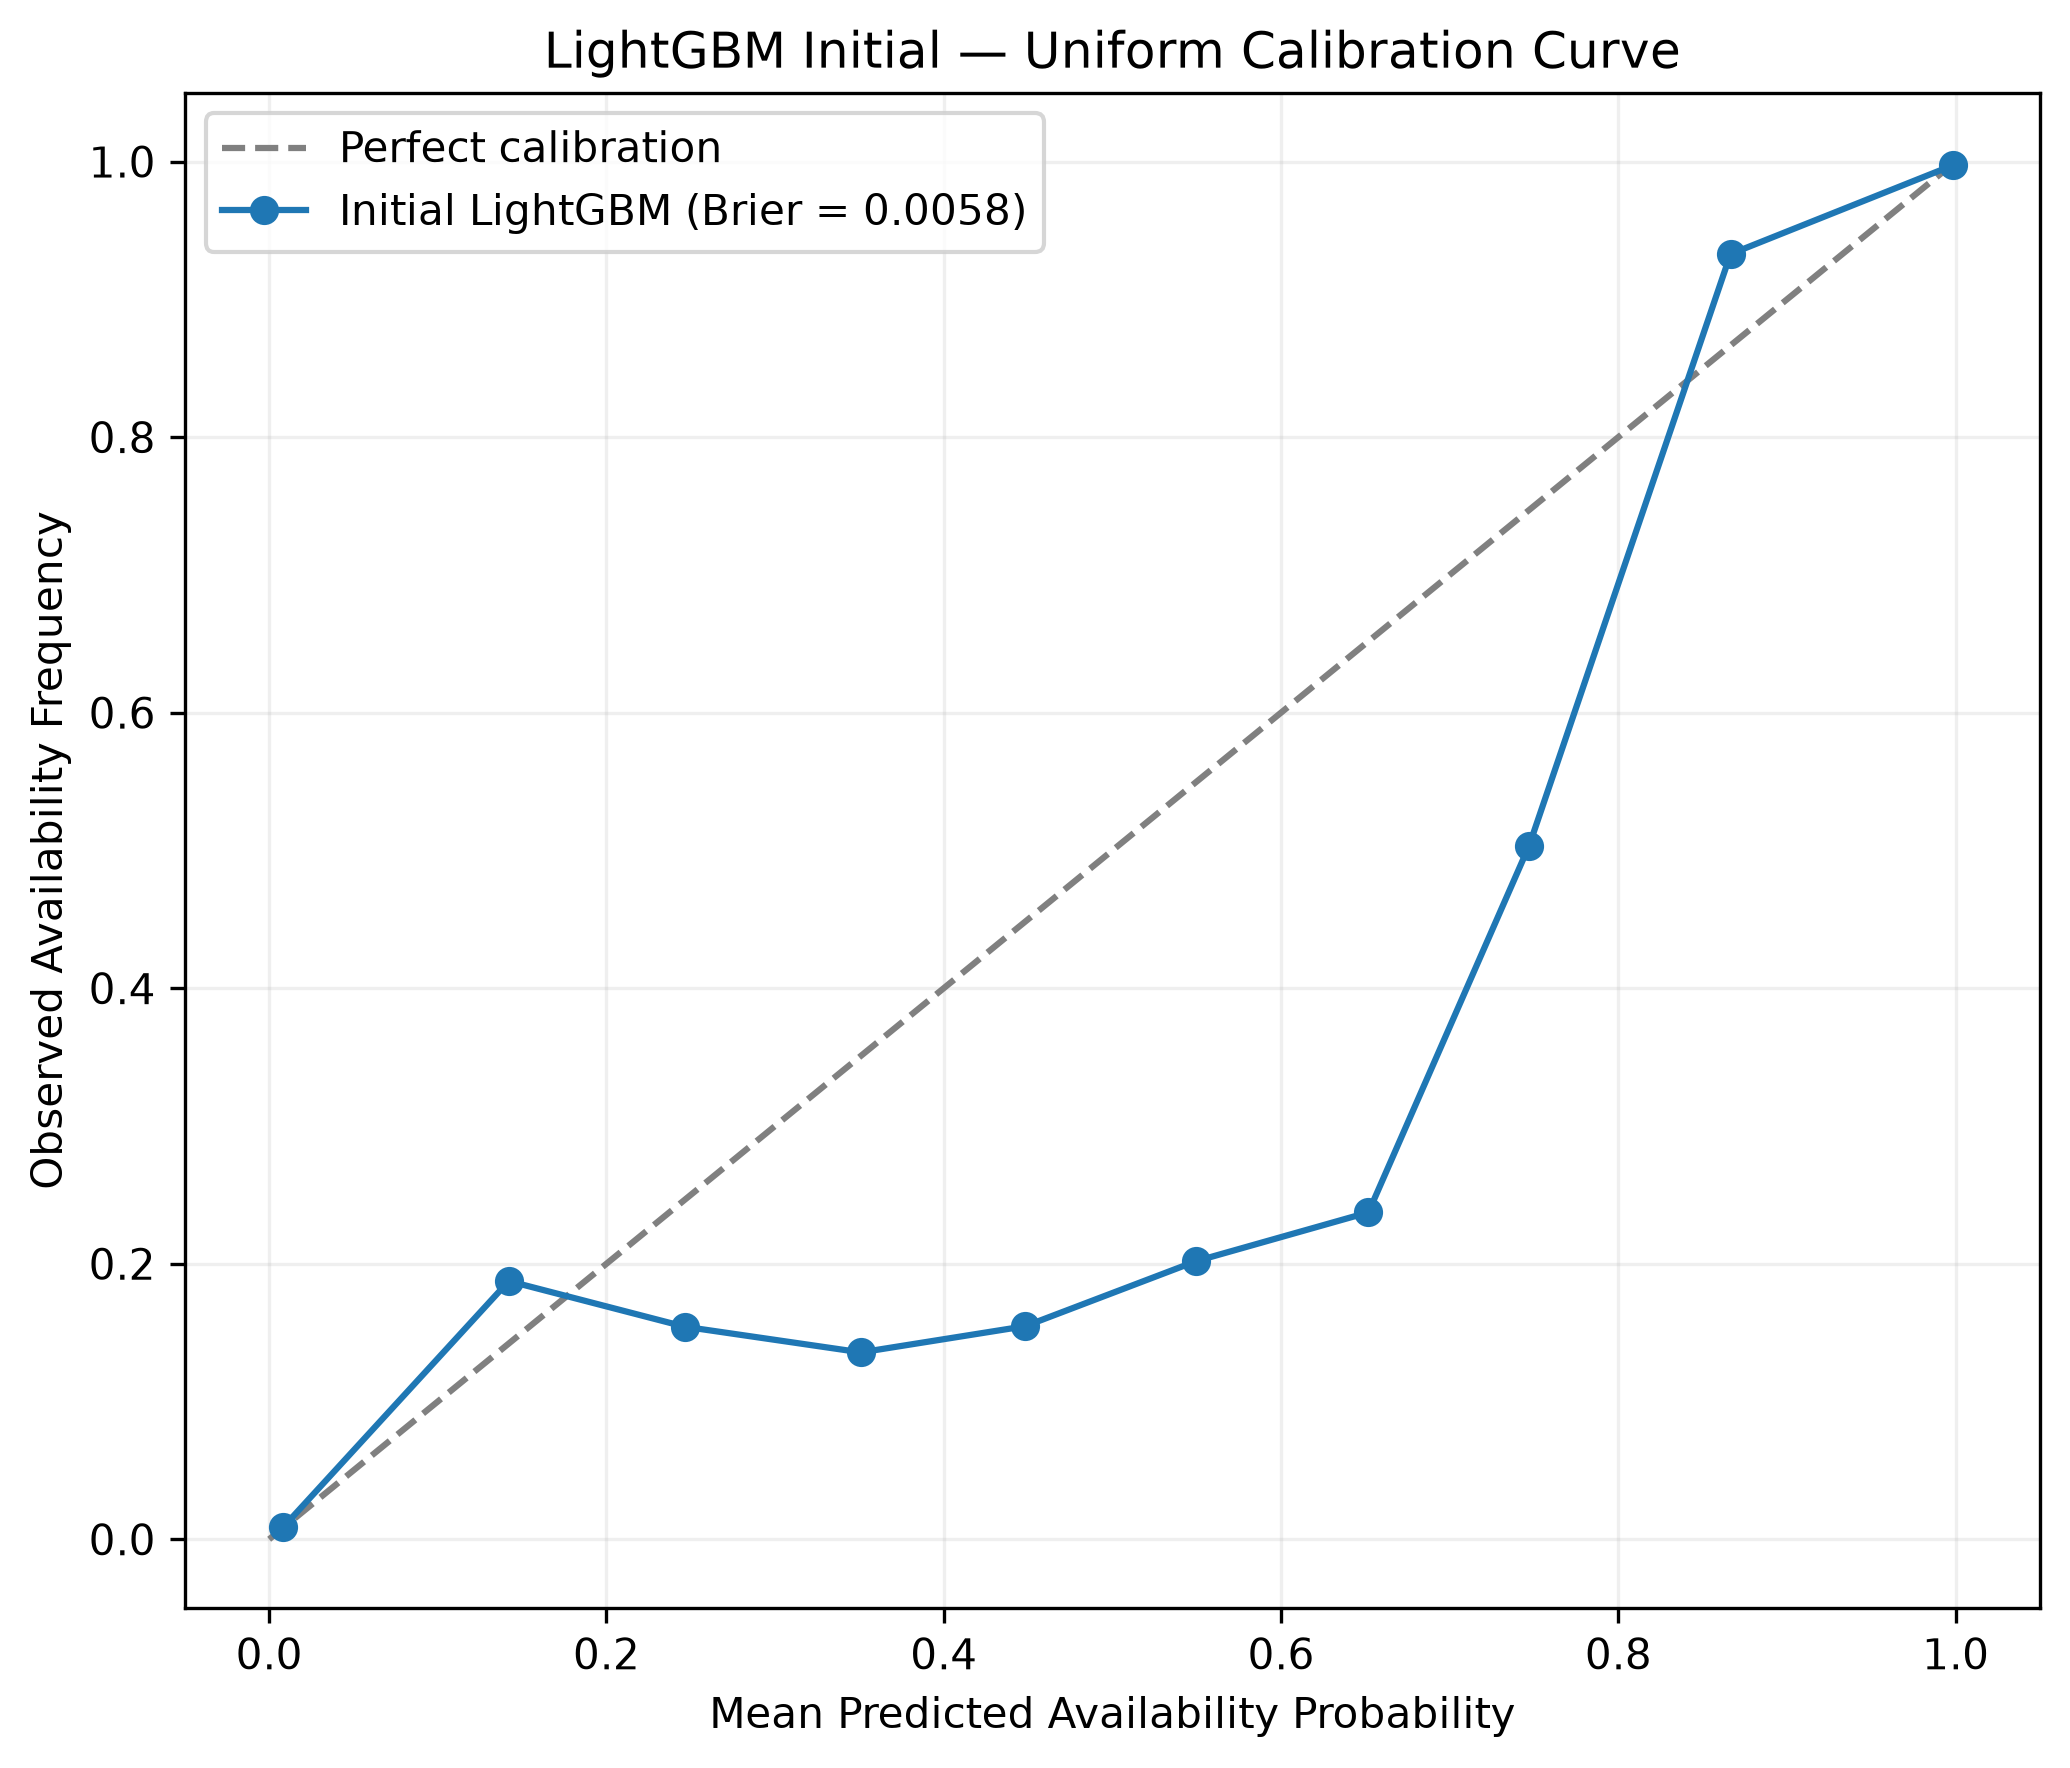 LightGBM Initial — Uniform Calibration Curve
Perfect calibration
Initial LightGBM (Brier = 0.0058)
Observed Availability Frequency
1.0
0.8
0.6
0.4
0.2
0.0
0.0 0.2 0.4 0.6 0.8 1.0
Mean Predicted Availability Probability